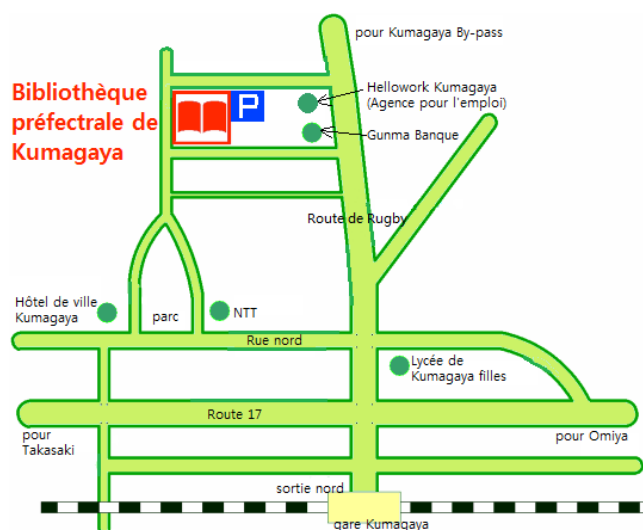 pour Kumagaya By-pass
Hellowork Kumagaya
(Agence pour l'emploi)
Gunma Banque
Bibliothèque
préfectrale de
Kumagaya
P
Route de Rugby
Hôtel de ville
Kumagaya
parc
NTT
Rue nord
Lycée de
Kumagaya filles
Route 17
pour
Takasaki
pour Omiya
sortie nord
gare Kumagaya